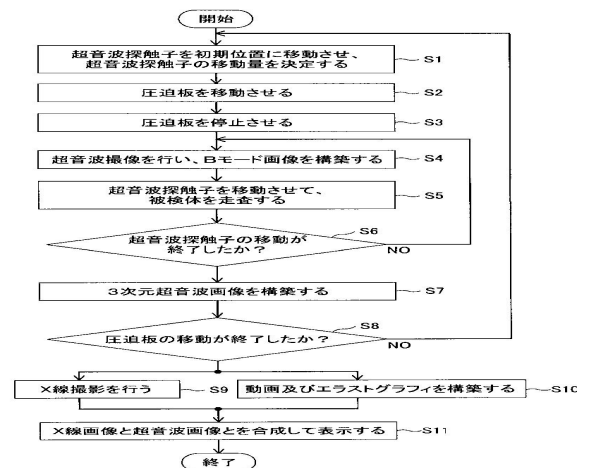 開始
超音波探触子を初期位置に移動させ、
超音波探触子の移動量を決定する
S1
圧迫板を移動させる
S2
圧迫板を停止させる
S3
超音波撮像を行い、Bモード画像を構築する
S4
超音波探触子を移動させて、
被検体を走査する
S5
S6
超音波探触子の移動が
終了したか？
NO
3次元超音波画像を構築する
S7
S8
圧迫板の移動が終了したか？
NO
X線撮影を行う
S9
動画及びエラストグラフィを構築する
S10
X線画像と超音波画像とを合成して表示する
S11
終了